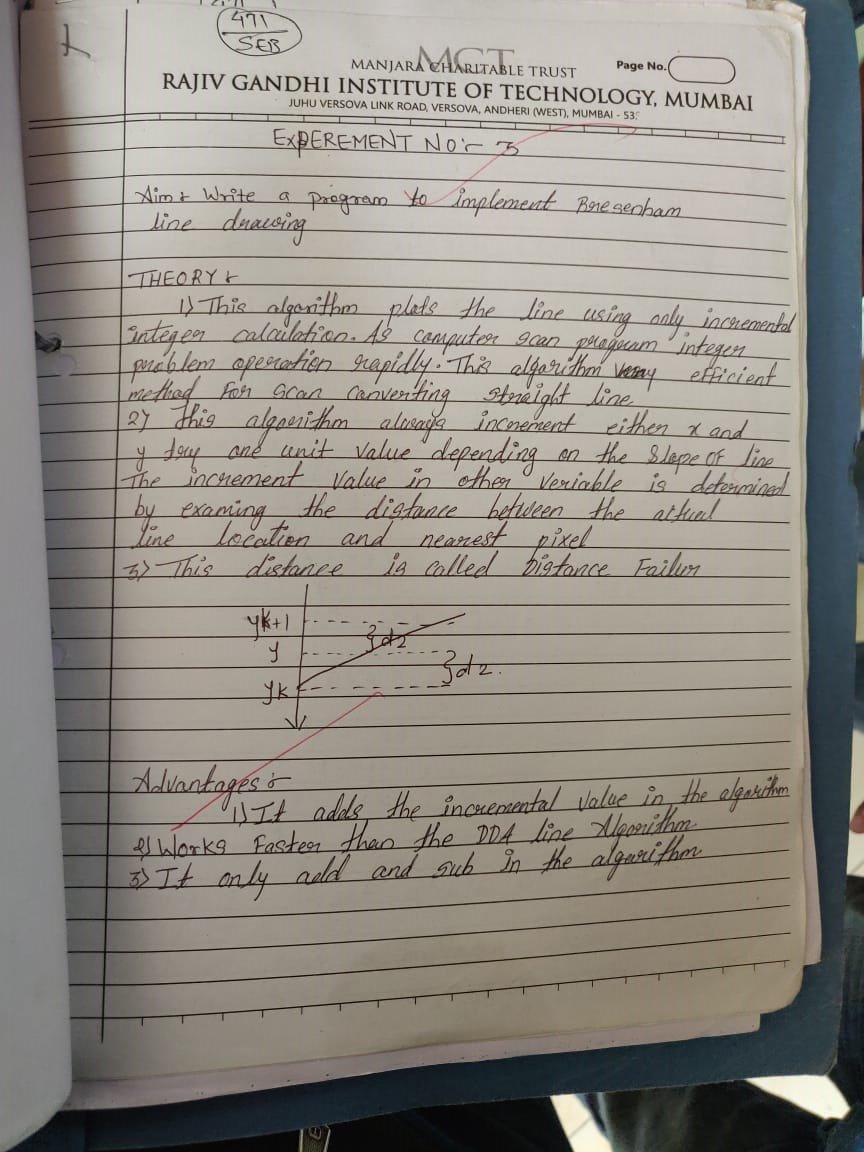 471
SEB
MCT
MANJARA CHARITABLE TRUST
Page No.
RAJIV GANDHI INSTITUTE OF TECHNOLOGY, MUMBAI
JUHU VERSOVA LINK ROAD, VERSOVA, ANDHERI (WEST), MUMBAI - 53.
EXPEREMENT NO:- 3
Aim :- Write a program to implement Bresenham
line drawing
THEORY :-
1) This algorithm plots the line using only incremental
integer calculation. As computer scan program integer
problem operation rapidly. This algorithm very efficient
method For scan converting straight line
2) This algorithm always increment either x and
y by one unit value depending on the slope of line
The increment value in other veriable is determined
by examing the distance between the actual
line location and nearest pixel
3) This distance is called Distance Failur
yk+1
y
d2
yk
d2.
Advantages :-
1) It adds the incremental value in the algorithm
2) Works Faster than the DDA line Algorithm
3) It only add and sub in the algorithm